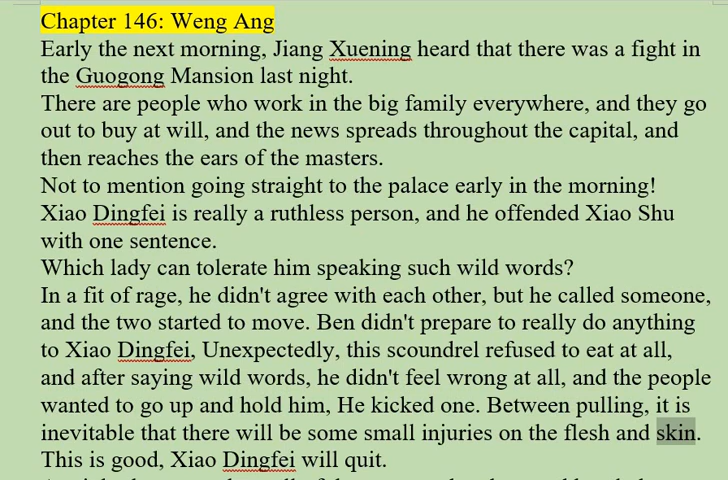 Chapter 146: Weng Ang
Early the next morning, Jiang Xuening heard that there was a fight in
the Guogong Mansion last night.
There are people who work in the big family everywhere, and they go
out to buy at will, and the news spreads throughout the capital, and
then reaches the ears of the masters.
Not to mention going straight to the palace early in the morning!
Xiao Dingfei is really a ruthless person, and he offended Xiao Shu
with one sentence.
Which lady can tolerate him speaking such wild words?
In a fit of rage, he didn't agree with each other, but he called someone,
and the two started to move. Ben didn't prepare to really do anything
to Xiao Dingfei, Unexpectedly, this scoundrel refused to eat at all,
and after saying wild words, he didn't feel wrong at all, and the people
wanted to go up and hold him, He kicked one. Between pulling, it is
inevitable that there will be some small injuries on the flesh and skin.
This is good, Xiao Dingfei will quit.